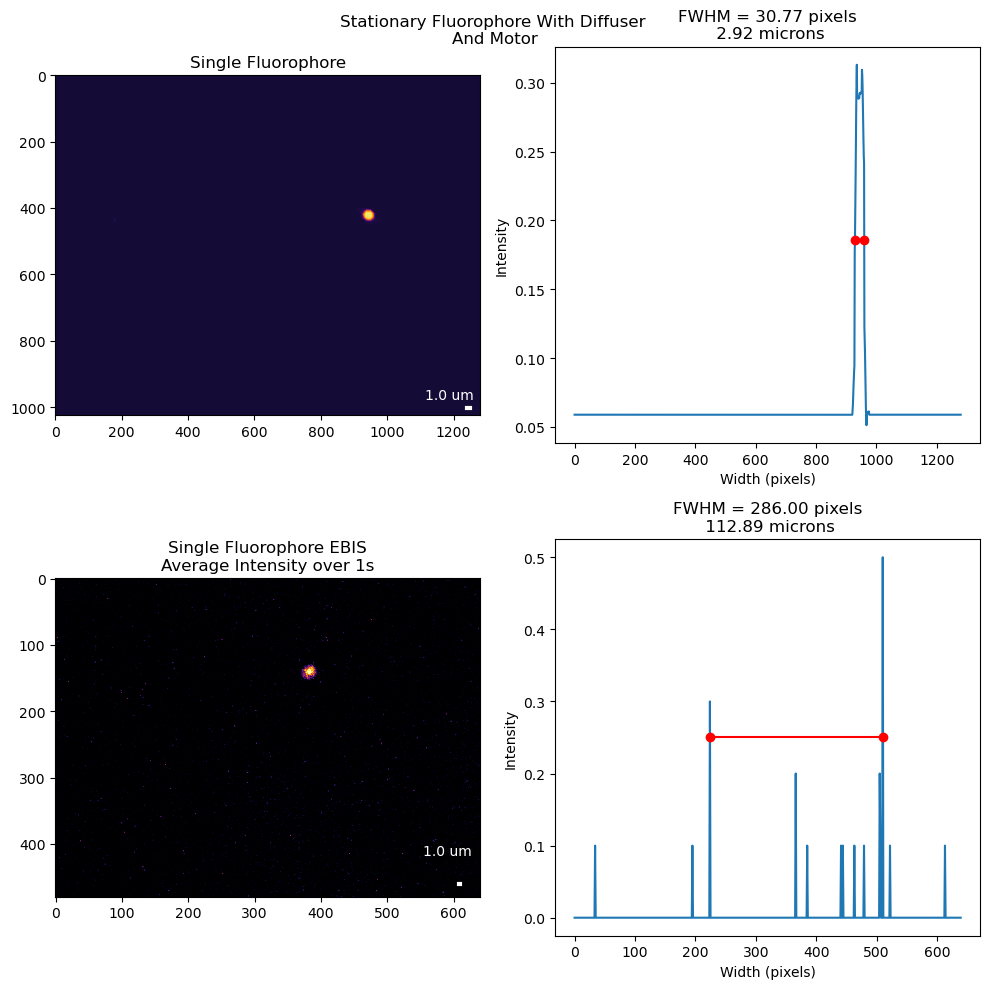 Stationary Fluorophore With Diffuser
And Motor
Single Fluorophore
0
200
400
600
800
1000
1.0 um
0 200 400 600 800 1000 1200
FWHM = 30.77 pixels
2.92 microns
Intensity
0.30
0.25
0.20
0.15
0.10
0.05
0 200 400 600 800 1000 1200
Width (pixels)
Single Fluorophore EBIS
Average Intensity over 1s
0
100
200
300
400
1.0 um
0 100 200 300 400 500 600
FWHM = 286.00 pixels
112.89 microns
Intensity
0.5
0.4
0.3
0.2
0.1
0.0
0 100 200 300 400 500 600
Width (pixels)